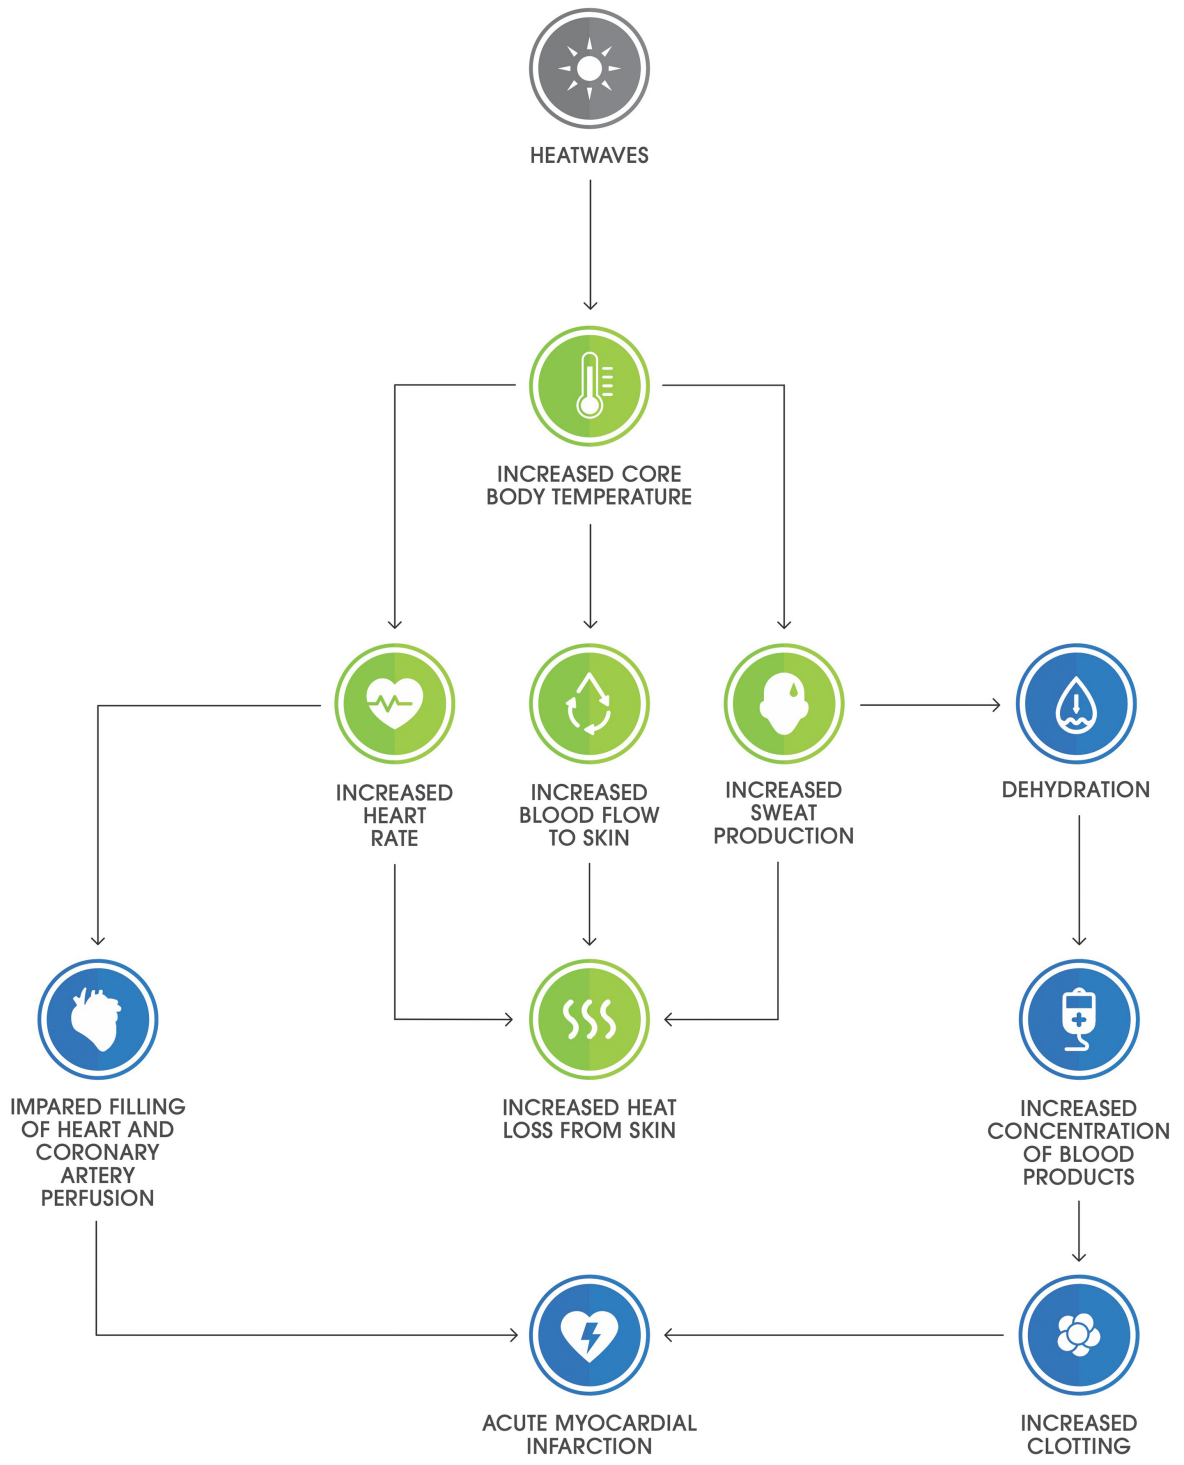 HEATWAVES
INCREASED CORE
BODY TEMPERATURE
INCREASED
HEART
RATE
INCREASED
BLOOD FLOW
TO SKIN
INCREASED
SWEAT
PRODUCTION
DEHYDRATION
IMPARED FILLING
OF HEART AND
CORONARY
ARTERY
PERFUSION
INCREASED HEAT
LOSS FROM SKIN
INCREASED
CONCENTRATION
OF BLOOD
PRODUCTS
ACUTE MYOCARDIAL
INFARCTION
INCREASED
CLOTTING